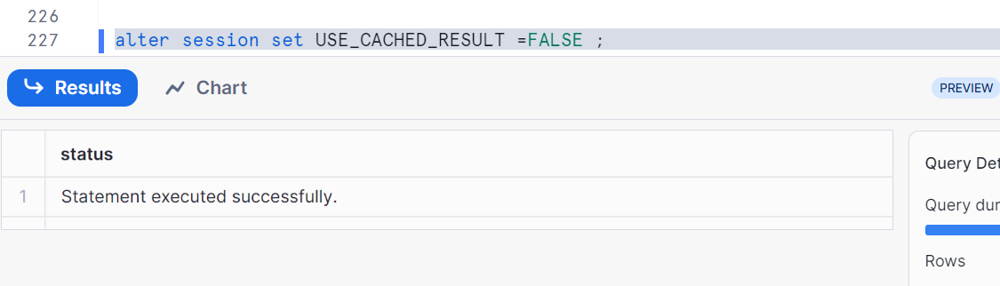 226
227 alter session set USE_CACHED_RESULT =FALSE ;
Results Chart PREVIEW
status
1 Statement executed successfully.
Query Det
Query dur
Rows